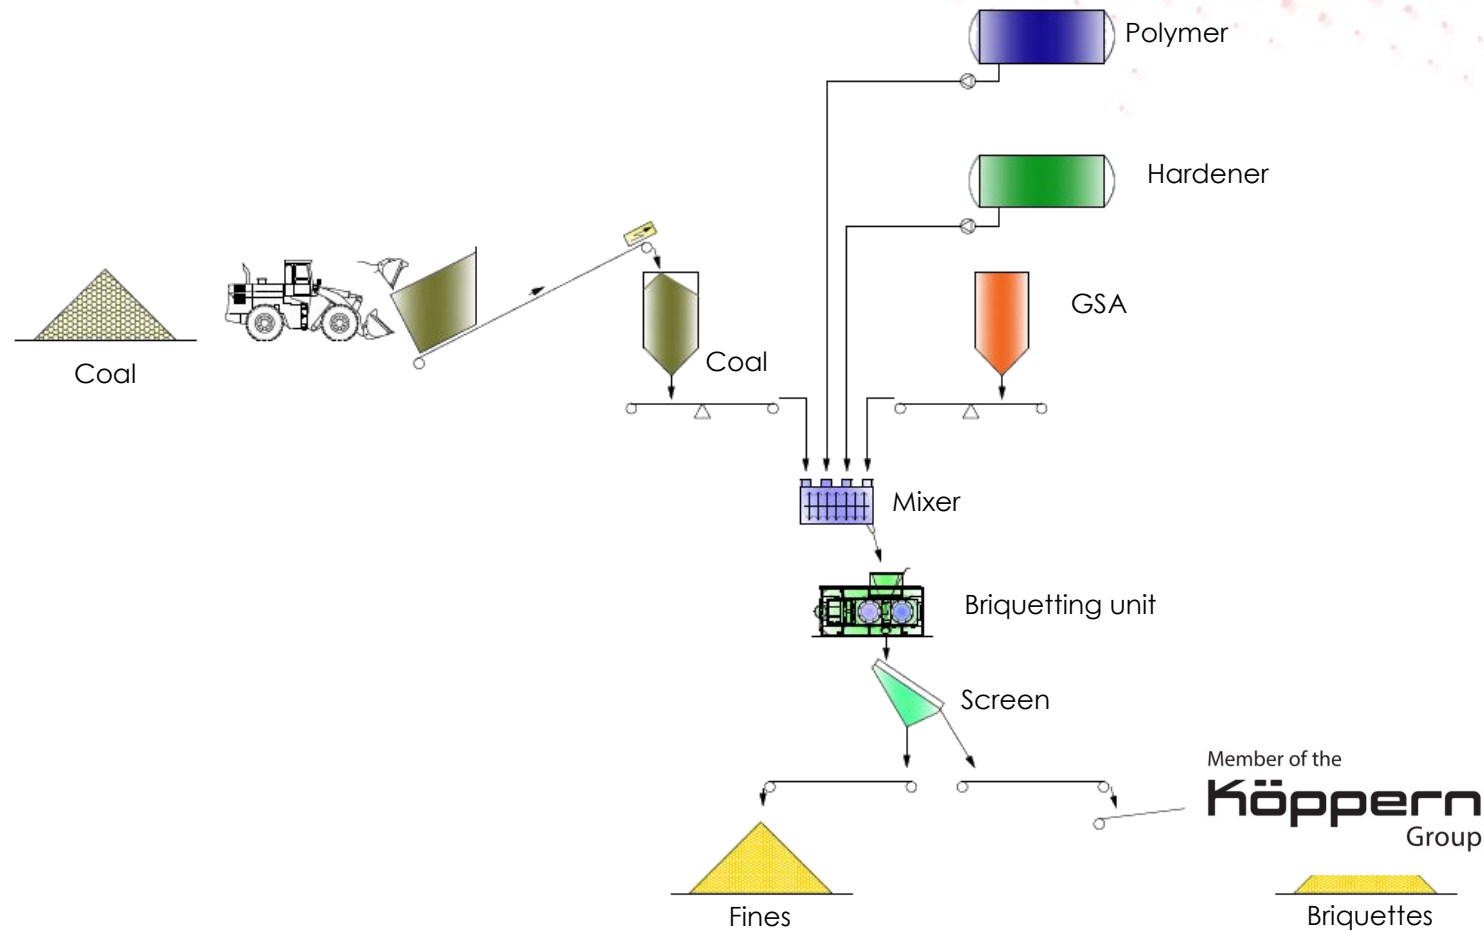 Polymer
Hardener
GSA
Coal
Coal
Mixer
Briquetting unit
Screen
Member of the
Köppern
Group
Fines
Briquettes